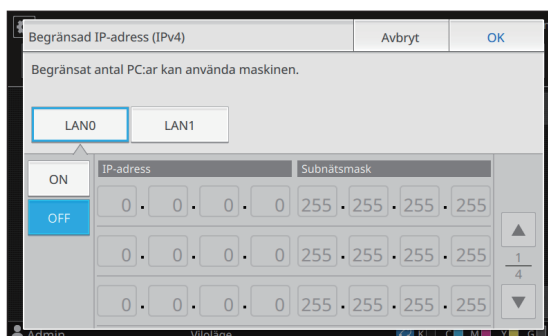 Begränsad IP-adress (IPv4) Avbryt OK
Begränsat antal PC:ar kan använda maskinen.
LAN0 LAN1
ON IP-adress Subnätsmask
OFF 0. 0. 0. 0 255. 255. 255. 255
0. 0. 0. 0 255. 255. 255. 255
1
4
0. 0. 0. 0 255. 255. 255. 255
Admin Viloläge K C M Y G